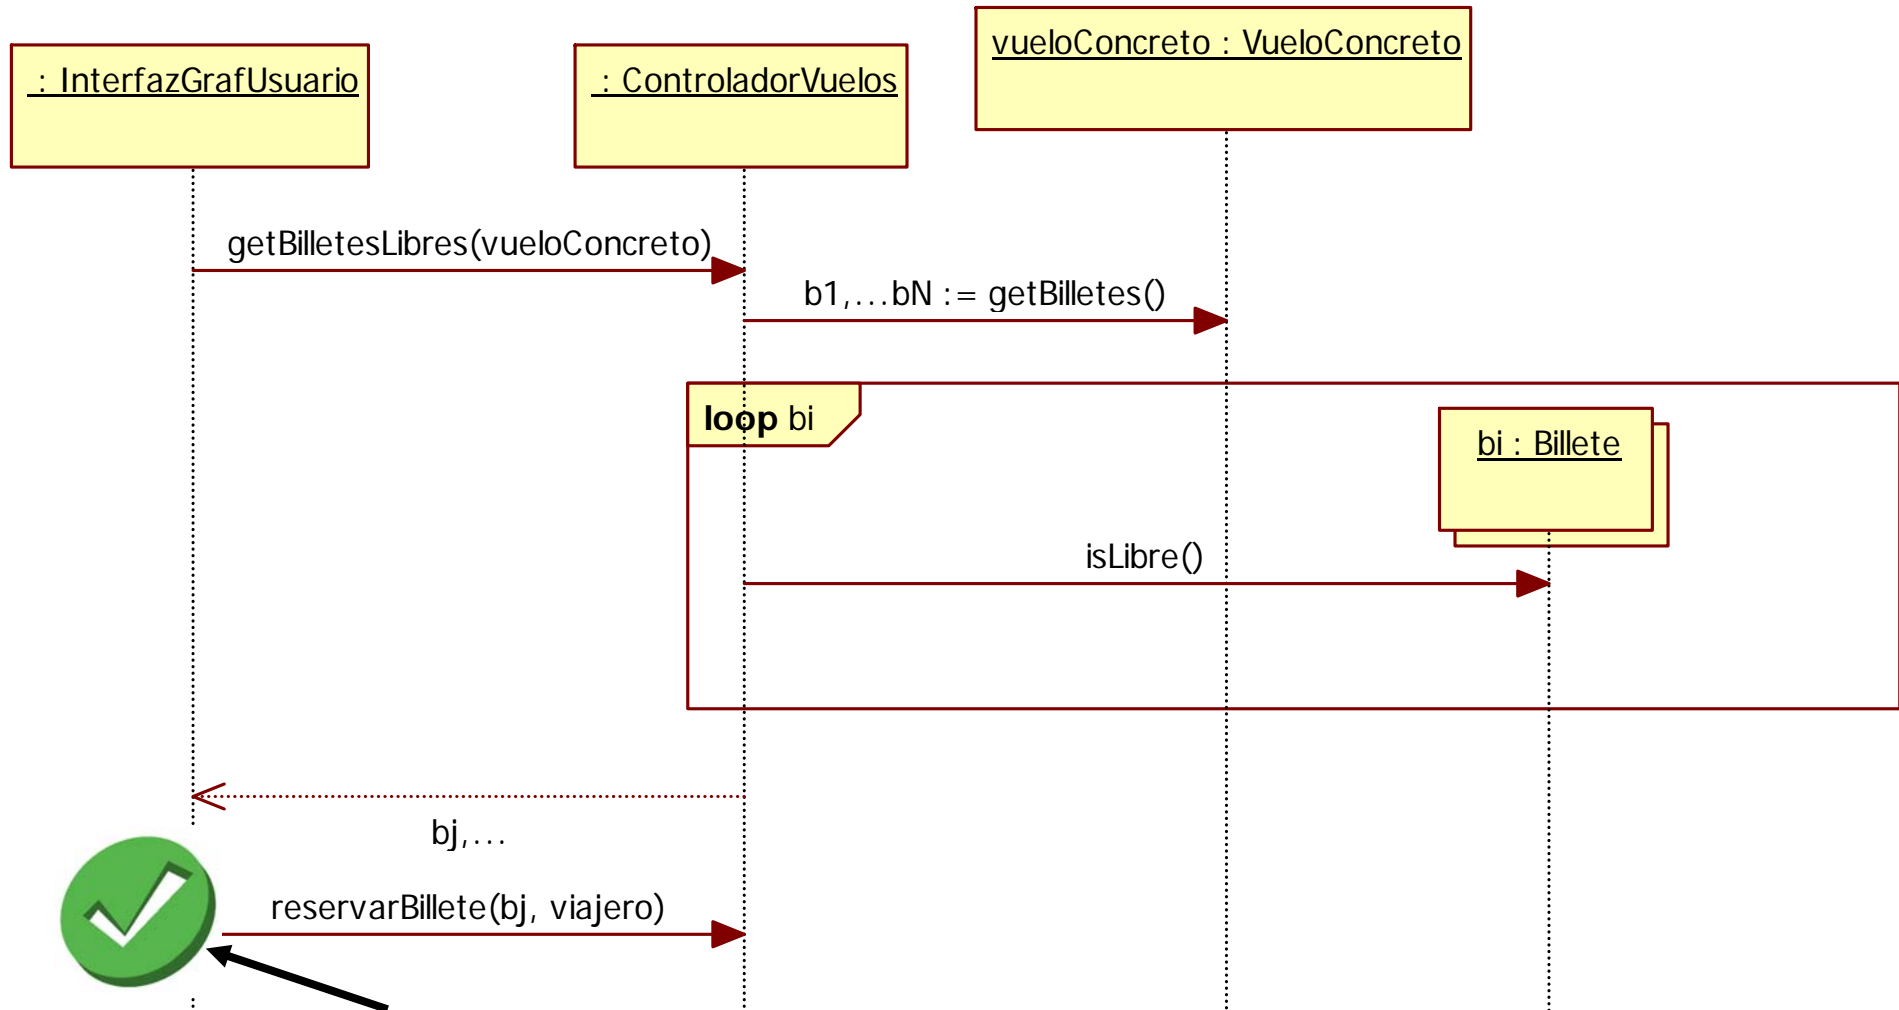 : InterfazGrafUsuario
: ControladorVuelos
vueloConcreto : VueloConcreto
getBilletesLibres(vueloConcreto)
b1,...bN := getBilletes()
loop bi
bi : Billete
isLibre()
bj,...
reservarBillete(bj, viajero)